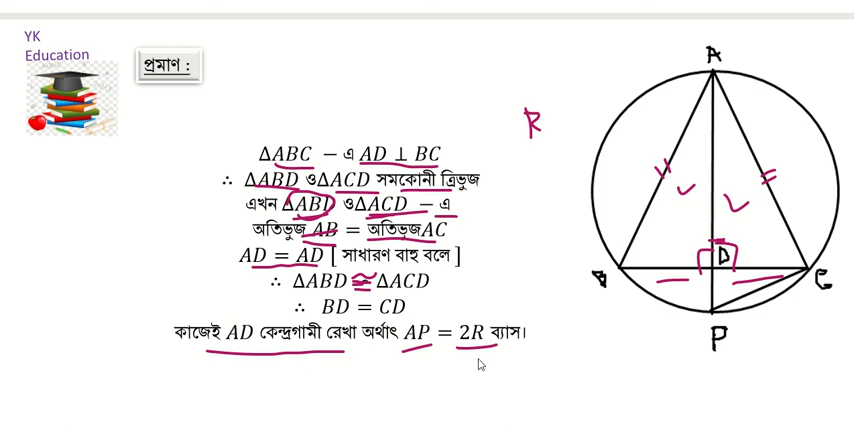 YK
Education
প্রমাণ :
ΔABC − এ AD ⊥ BC
∴ ΔABD ও ΔACD সমকোনী ত্রিভুজ
এখন ΔABD ও ΔACD − এ
অতিভুজ AB = অতিভুজ AC
AD = AD [ সাধারণ বাহু বলে ]
∴ ΔABD ≅ ΔACD
∴ BD = CD
কাজেই AD কেন্দ্রগামী রেখা অর্থাৎ AP = 2R ব্যাস।
R
A
D
B
C
P